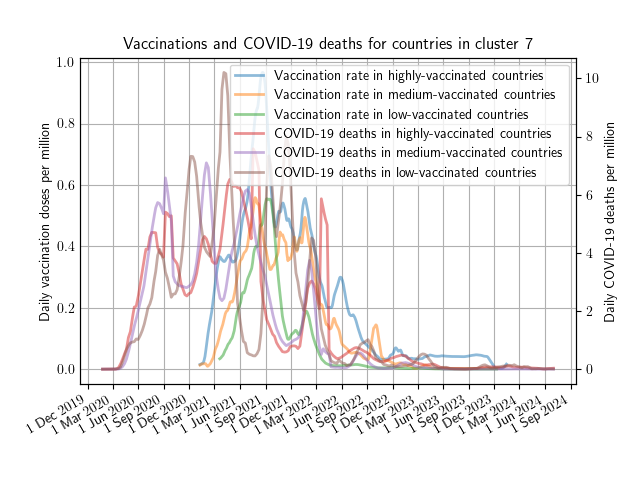 Vaccinations and COVID-19 deaths for countries in cluster 7
Daily vaccination doses per million
1.0
0.8
0.6
0.4
0.2
0.0
Vaccination rate in highly-vaccinated countries
Vaccination rate in medium-vaccinated countries
Vaccination rate in low-vaccinated countries
COVID-19 deaths in highly-vaccinated countries
COVID-19 deaths in medium-vaccinated countries
COVID-19 deaths in low-vaccinated countries
10
8
6
4
2
0
Daily COVID-19 deaths per million
1 Dec 2019
1 Mar 2020
1 Jun 2020
1 Sep 2020
1 Dec 2020
1 Mar 2021
1 Jun 2021
1 Sep 2021
1 Dec 2021
1 Mar 2022
1 Jun 2022
1 Sep 2022
1 Dec 2022
1 Mar 2023
1 Jun 2023
1 Sep 2023
1 Dec 2023
1 Mar 2024
1 Jun 2024
1 Sep 2024